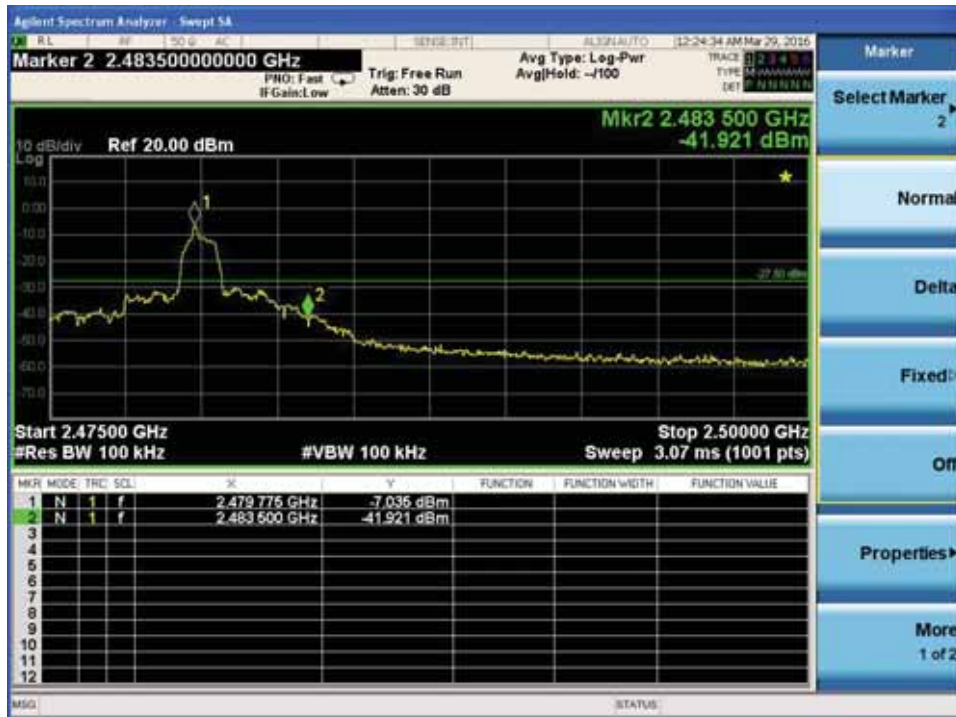 Agilent Spectrum Analyzer - Swept SA
RL RF 50 Ω AC SENSE:INT ALIGNAUTO 12:24:34 AM Mar 29, 2016
Marker 2 2.483500000000 GHz
PNO: Fast
IFGain:Low
Trig: Free Run
Atten: 30 dB
Avg Type: Log-Pwr
Avg|Hold: --/100
TRACE 1 2 3 4 5 6
TYPE
DET P N N N N N
Mkr2 2.483 500 GHz
-41.921 dBm
10 dB/div Ref 20.00 dBm
Log
10.0
0.00
-10.0
-20.0
-30.0
-40.0
-50.0
-60.0
-70.0
1
2
Start 2.47500 GHz Stop 2.50000 GHz
#Res BW 100 kHz #VBW 100 kHz Sweep 3.07 ms (1001 pts)
MKR MODE TRC SCL X Y FUNCTION FUNCTION WIDTH FUNCTION VALUE
1 N 1 f 2.479 775 GHz -7.035 dBm
2 N 1 f 2.483 500 GHz -41.921 dBm
3
4
5
6
7
8
9
10
11
12
MSG STATUS
Marker
Select Marker
2
Normal
Delta
Fixed
Off
Properties
More
1 of 2